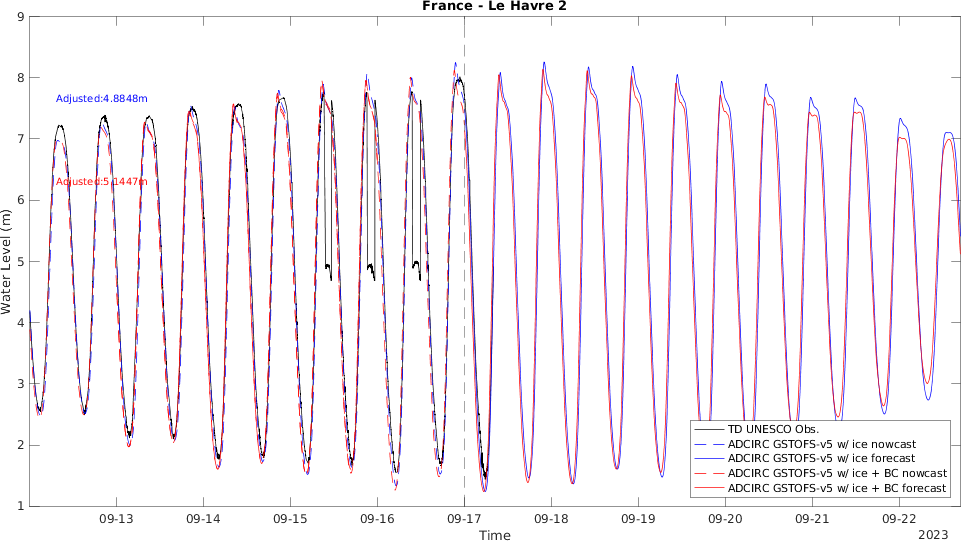 France - Le Havre 2
9
8
7
6
5
4
3
2
1
Water Level (m)
Adjusted:4.8848m
Adjusted:5.1447m
TD UNESCO Obs.
ADCIRC GSTOFS-v5 w/ ice nowcast
ADCIRC GSTOFS-v5 w/ ice forecast
ADCIRC GSTOFS-v5 w/ ice + BC nowcast
ADCIRC GSTOFS-v5 w/ ice + BC forecast
09-13 09-14 09-15 09-16 09-17 09-18 09-19 09-20 09-21 09-22
Time
2023